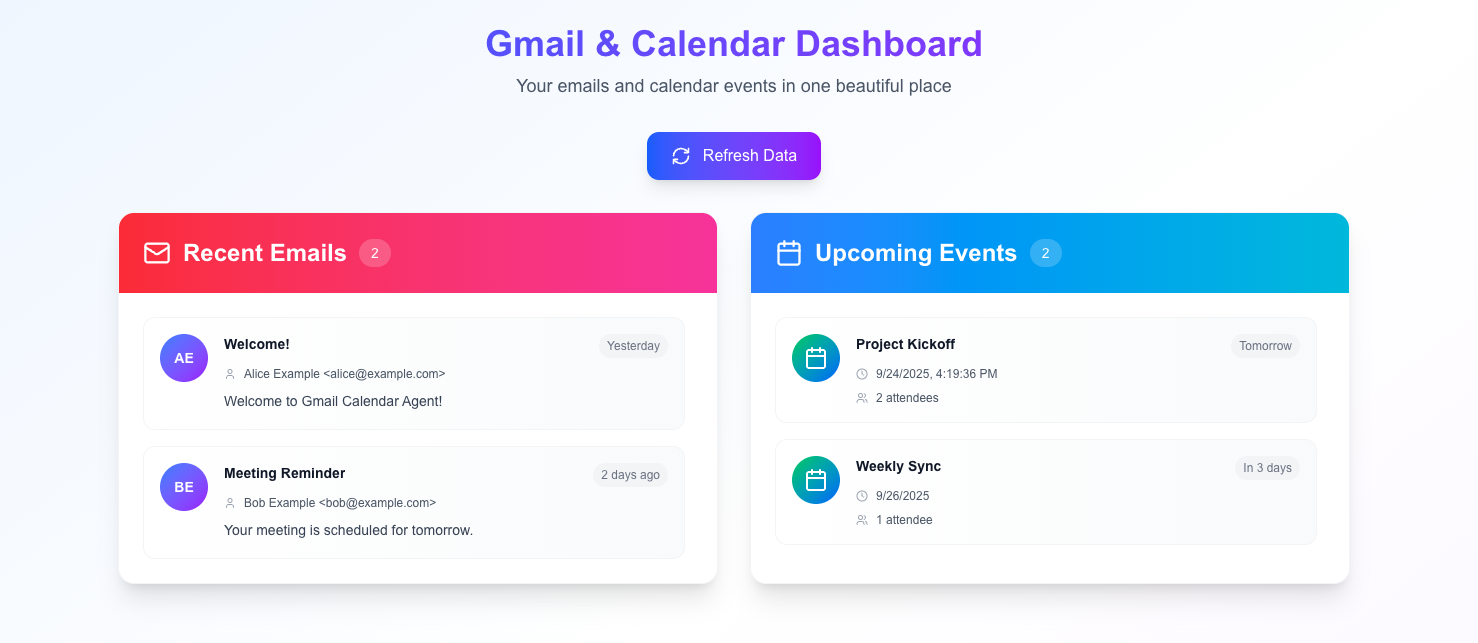 Gmail & Calendar Dashboard
Your emails and calendar events in one beautiful place
Refresh Data
Recent Emails 2
AE
Welcome!
Yesterday
Alice Example <alice@example.com>
Welcome to Gmail Calendar Agent!
BE
Meeting Reminder
2 days ago
Bob Example <bob@example.com>
Your meeting is scheduled for tomorrow.
Upcoming Events 2
Project Kickoff
Tomorrow
9/24/2025, 4:19:36 PM
2 attendees
Weekly Sync
In 3 days
9/26/2025
1 attendee